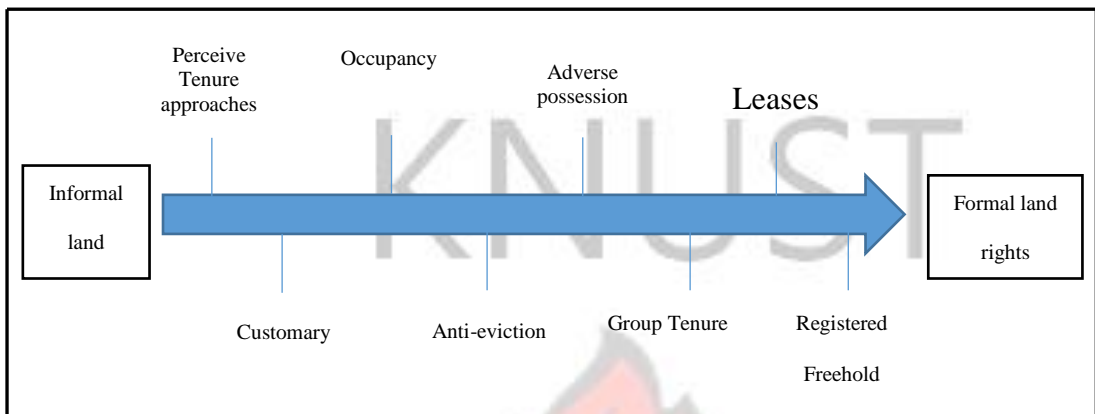 Perceive
Tenure
approaches
Occupancy
Adverse
possession
Leases
KNUST
Informal
land
Formal land
rights
Customary
Anti-eviction
Group Tenure
Registered
Freehold